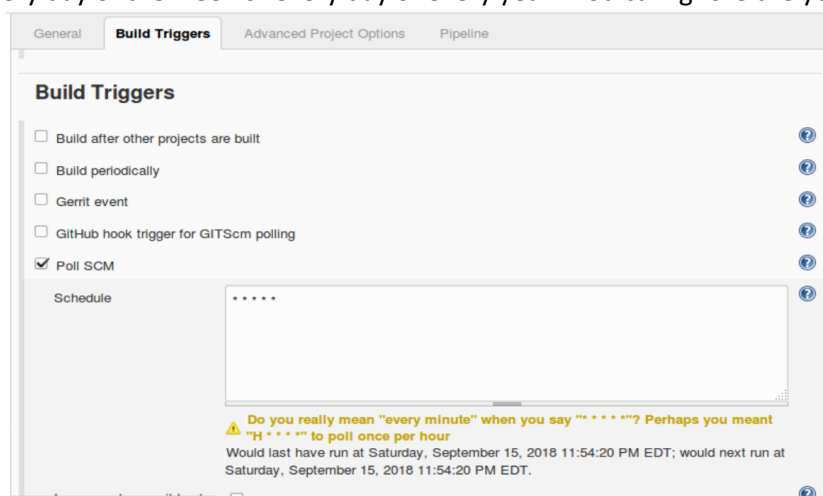 General Build Triggers Advanced Project Options Pipeline
Build Triggers
Build after other projects are built
Build periodically
Gerrit event
GitHub hook trigger for GITScm polling
Poll SCM
Schedule
* * * * *
Do you really mean "every minute" when you say "* * * * *"? Perhaps you meant
"H * * * *" to poll once per hour
Would last have run at Saturday, September 15, 2018 11:54:20 PM EDT; would next run at
Saturday, September 15, 2018 11:54:20 PM EDT.